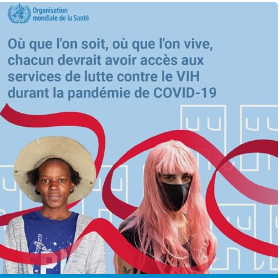 Organisation
mondiale de la Santé
Où que l'on soit, où que l'on vive,
chacun devrait avoir accès aux
services de lutte contre le VIH
durant la pandémie de COVID-19